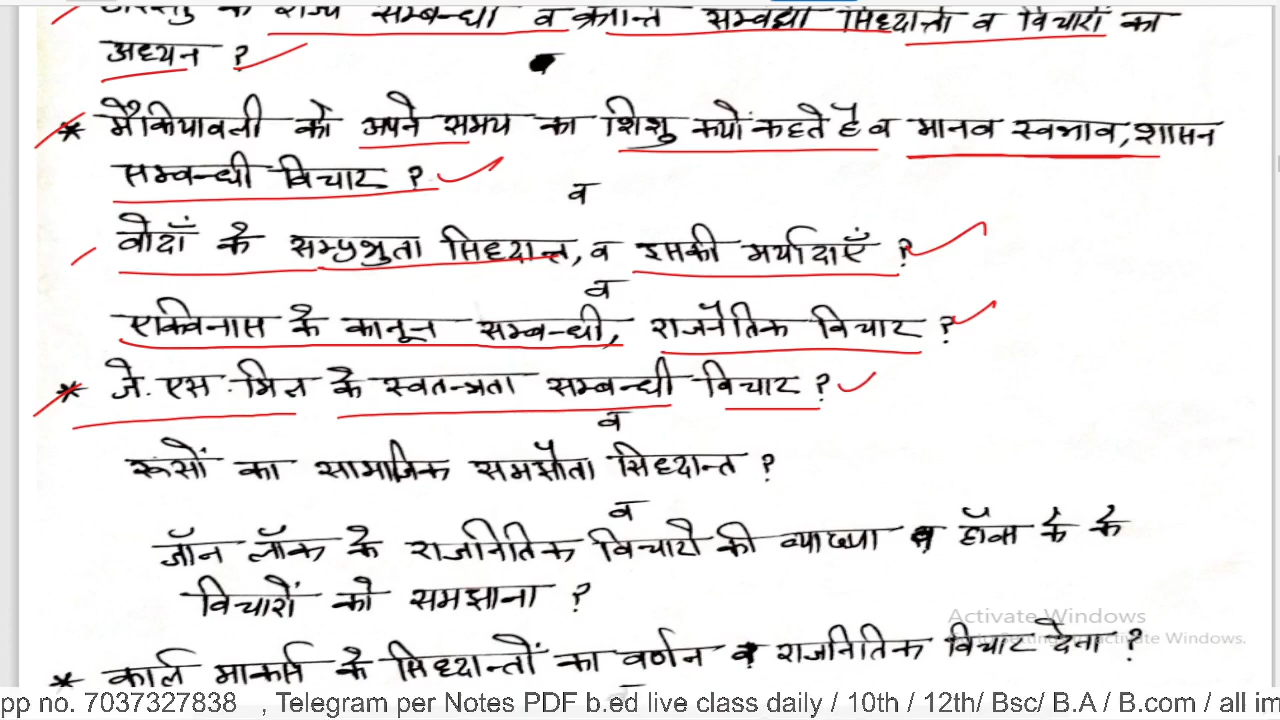 के राज्य सम्बन्धी व क्रान्ति सम्बन्धी सिध्दान्तो व विचारों का
अध्यन ?
* मैकियावली को अपने समय का शिशु क्यों कहते है व मानव स्वभाव, शासन
सम्बन्धी विचार ?
व
वोदाँ के सम्प्रभुता सिध्दान्त, व इसकी मर्यादाएँ ?
व
एक्विनास के कानून सम्बन्धी, राजनैतिक विचार ?
* जे. एस. मिल के स्वतन्त्रता सम्बन्धी विचार ?
व
रूसों का सामाजिक समझौता सिध्दान्त ?
व
जॉन लॉक के राजनितिक विचारो की व्याख्या व हॉब्स के के
विचारों को समझाना ?
* कार्ल मार्क्स के सिध्दान्तों का वर्णन व राजनितिक विचार देना ?
Activate Windows
Windows.
pp no. 7037327838 , Telegram per Notes PDF b.ed live class daily / 10th / 12th/ Bsc/ B.A / B.com / all im